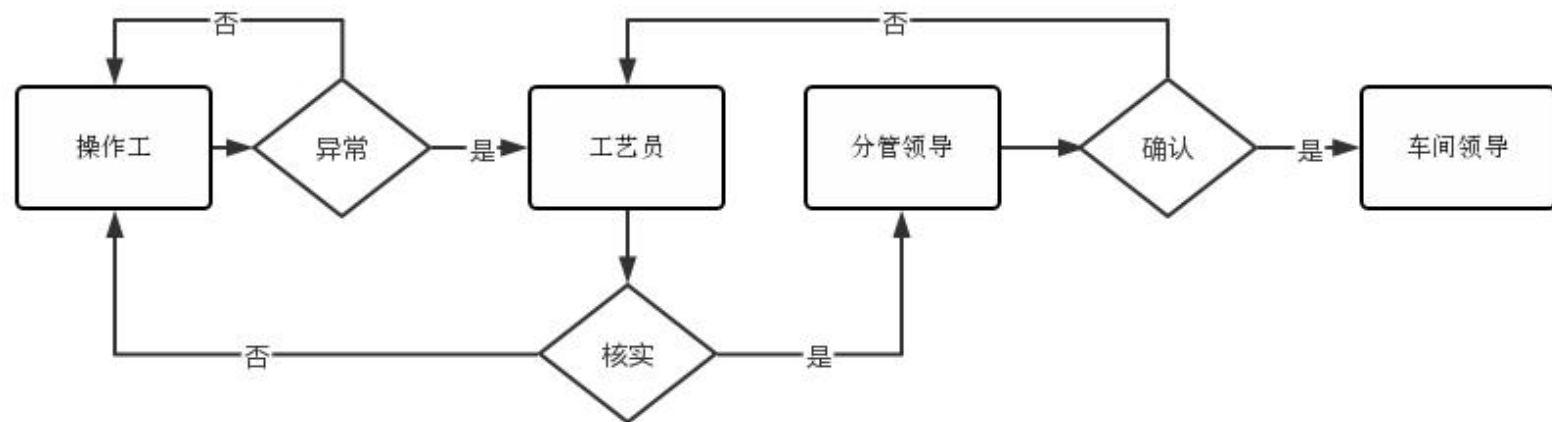 否
否
操作工
异常
是
工艺员
分管领导
确认
是
车间领导
否
核实
是